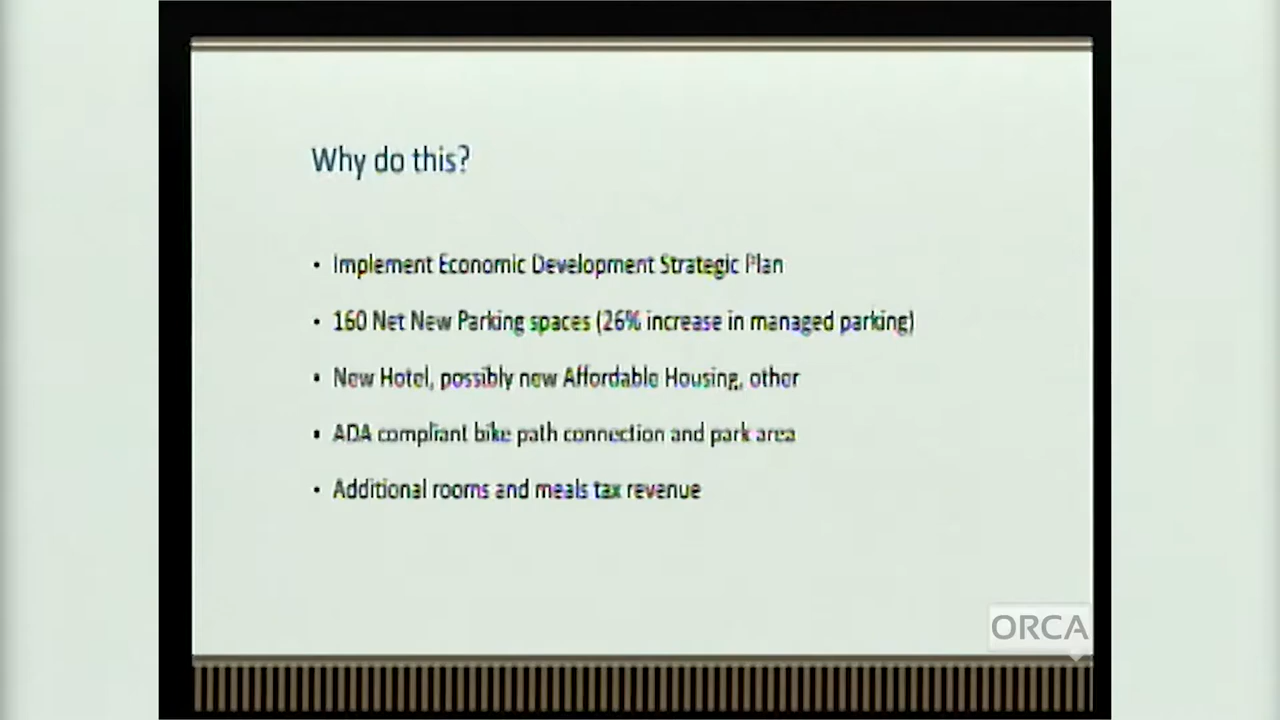 Why do this?
• Implement Economic Development Strategic Plan
• 160 Net New Parking spaces (26% increase in managed parking)
• New Hotel, possibly new Affordable Housing, other
• ADA compliant bike path connection and park area
• Additional rooms and meals tax revenue
ORCA